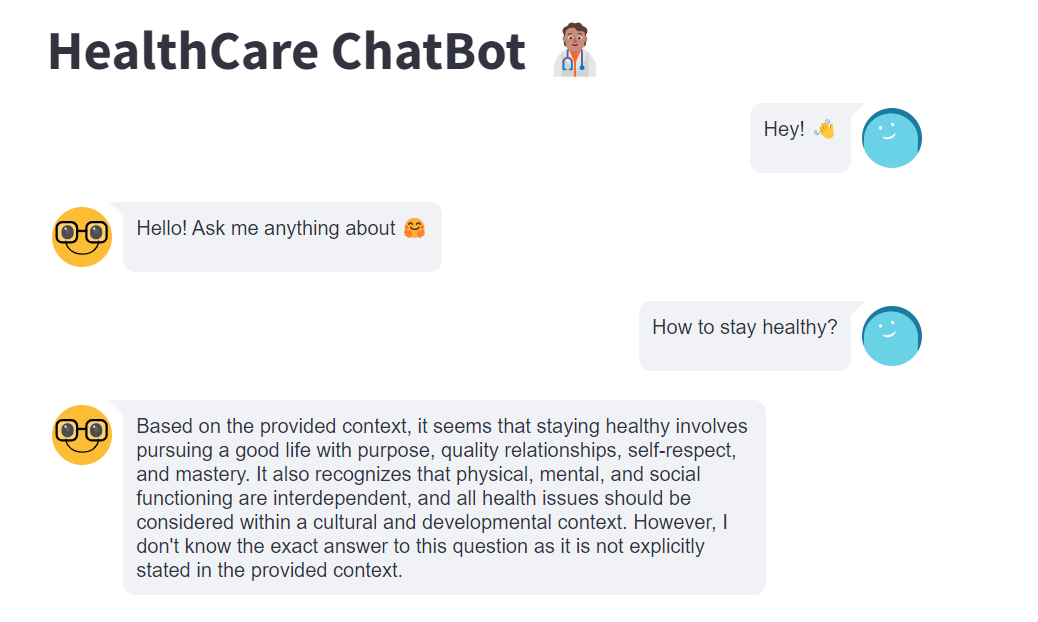 HealthCare ChatBot 👨🏽‍⚕️
Hey! 👋
Hello! Ask me anything about 🤗
How to stay healthy?
Based on the provided context, it seems that staying healthy involves
pursuing a good life with purpose, quality relationships, self-respect,
and mastery. It also recognizes that physical, mental, and social
functioning are interdependent, and all health issues should be
considered within a cultural and developmental context. However, I
don't know the exact answer to this question as it is not explicitly
stated in the provided context.